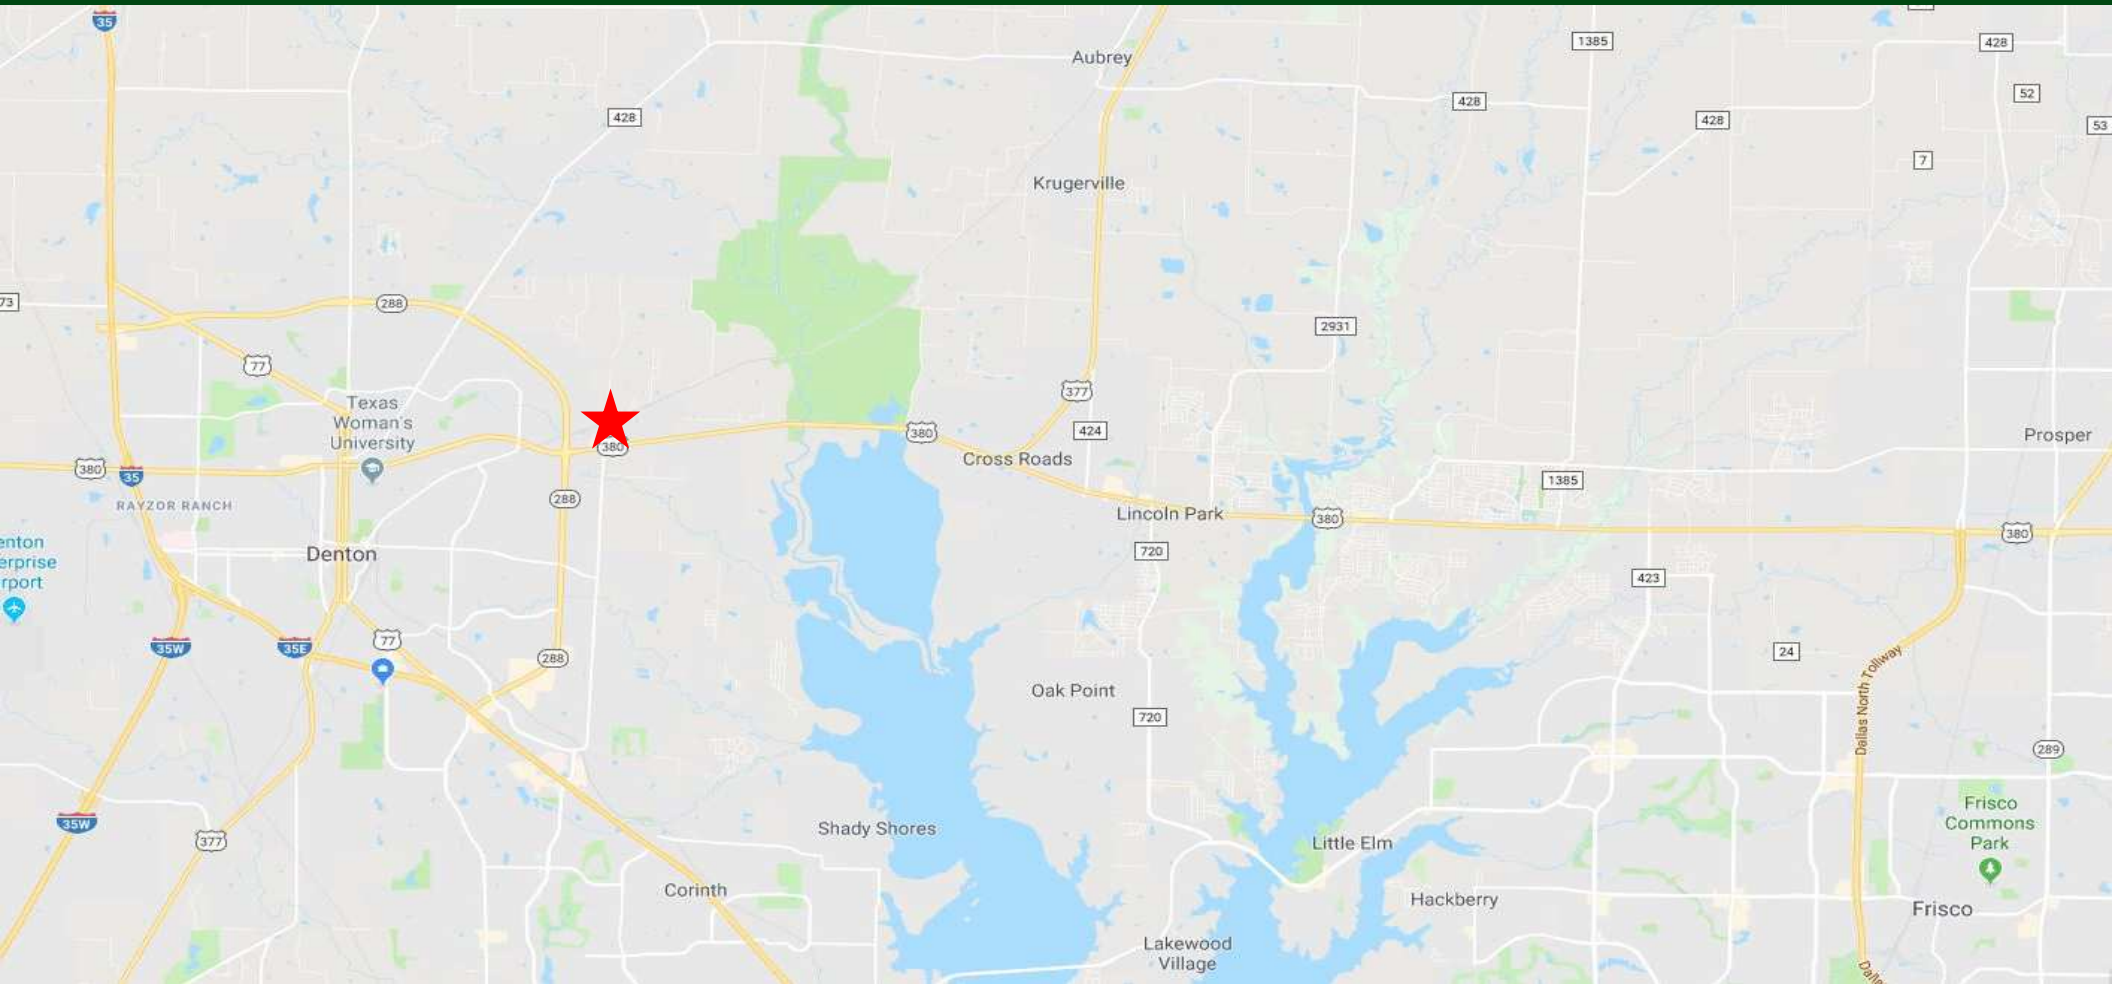 35
Aubrey
1385
428
52
428
428
428
53
7
Krugerville
288
73
2931
77
377
Texas
Woman's
University
424
380
380
Prosper
Cross Roads
380
35
1385
288
RAYZOR RANCH
Lincoln Park
380
380
enton
erprise
rport
Denton
720
423
77
35W
35E
288
24
Dallas North Tollway
Oak Point
720
289
Frisco
Commons
Park
35W
Shady Shores
377
Little Elm
Corinth
Hackberry
Frisco
Lakewood
Village
Dalla